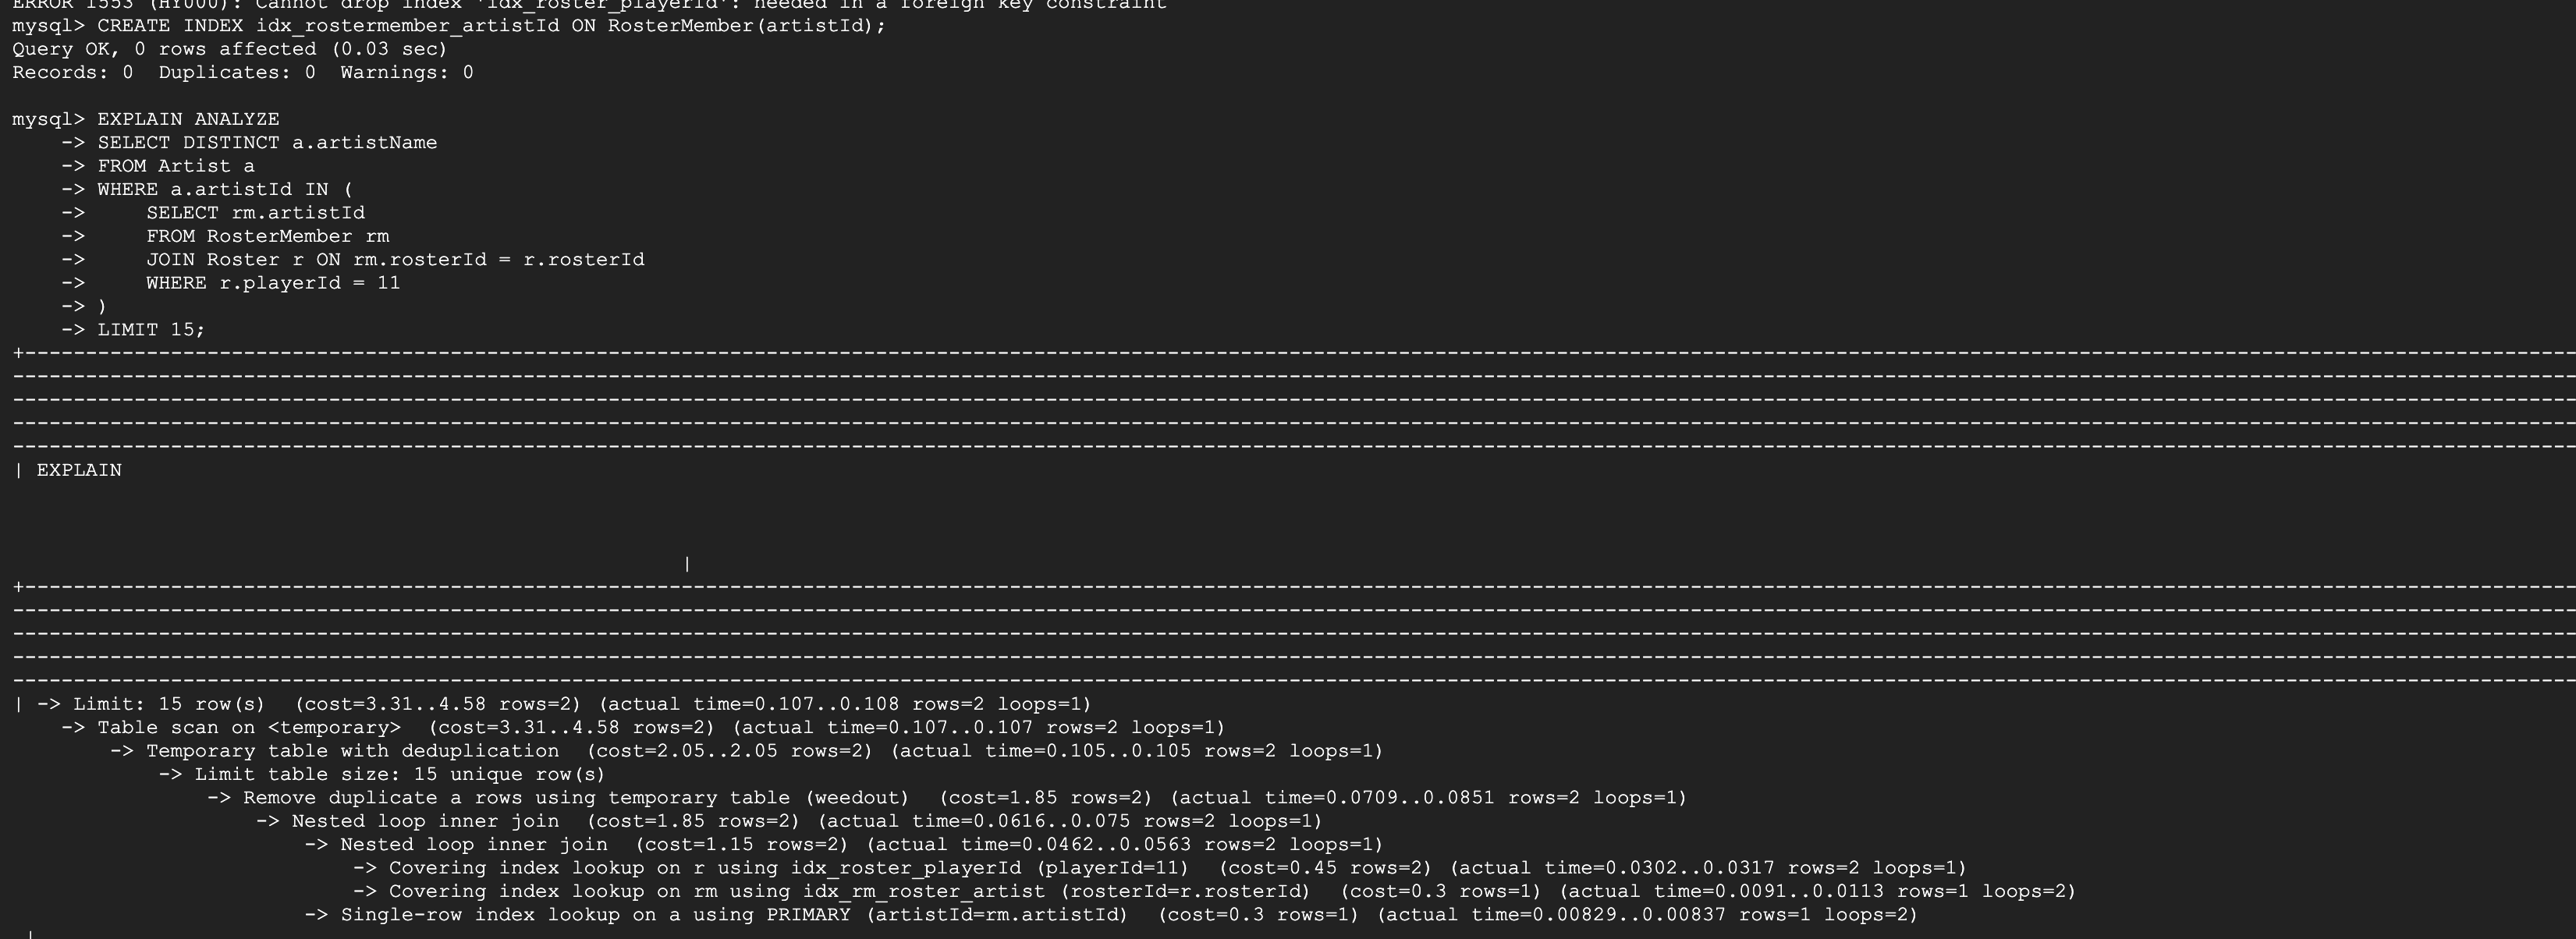 ERROR 1553 (HY000): Cannot drop index 'idx_roster_playerId': needed in a foreign key constraint
mysql> CREATE INDEX idx_rostermember_artistId ON RosterMember(artistId);
Query OK, 0 rows affected (0.03 sec)
Records: 0  Duplicates: 0  Warnings: 0
mysql> EXPLAIN ANALYZE
    -> SELECT DISTINCT a.artistName
    -> FROM Artist a
    -> WHERE a.artistId IN (
    ->     SELECT rm.artistId
    ->     FROM RosterMember rm
    ->     JOIN Roster r ON rm.rosterId = r.rosterId
    ->     WHERE r.playerId = 11
    -> )
    -> LIMIT 15;
| EXPLAIN
|
| -> Limit: 15 row(s)  (cost=3.31..4.58 rows=2) (actual time=0.107..0.108 rows=2 loops=1)
    -> Table scan on <temporary>  (cost=3.31..4.58 rows=2) (actual time=0.107..0.107 rows=2 loops=1)
        -> Temporary table with deduplication  (cost=2.05..2.05 rows=2) (actual time=0.105..0.105 rows=2 loops=1)
            -> Limit table size: 15 unique row(s)
                -> Remove duplicate a rows using temporary table (weedout)  (cost=1.85 rows=2) (actual time=0.0709..0.0851 rows=2 loops=1)
                    -> Nested loop inner join  (cost=1.85 rows=2) (actual time=0.0616..0.075 rows=2 loops=1)
                        -> Nested loop inner join  (cost=1.15 rows=2) (actual time=0.0462..0.0563 rows=2 loops=1)
                            -> Covering index lookup on r using idx_roster_playerId (playerId=11)  (cost=0.45 rows=2) (actual time=0.0302..0.0317 rows=2 loops=1)
                            -> Covering index lookup on rm using idx_rm_roster_artist (rosterId=r.rosterId)  (cost=0.3 rows=1) (actual time=0.0091..0.0113 rows=1 loops=2)
                        -> Single-row index lookup on a using PRIMARY (artistId=rm.artistId)  (cost=0.3 rows=1) (actual time=0.00829..0.00837 rows=1 loops=2)
|